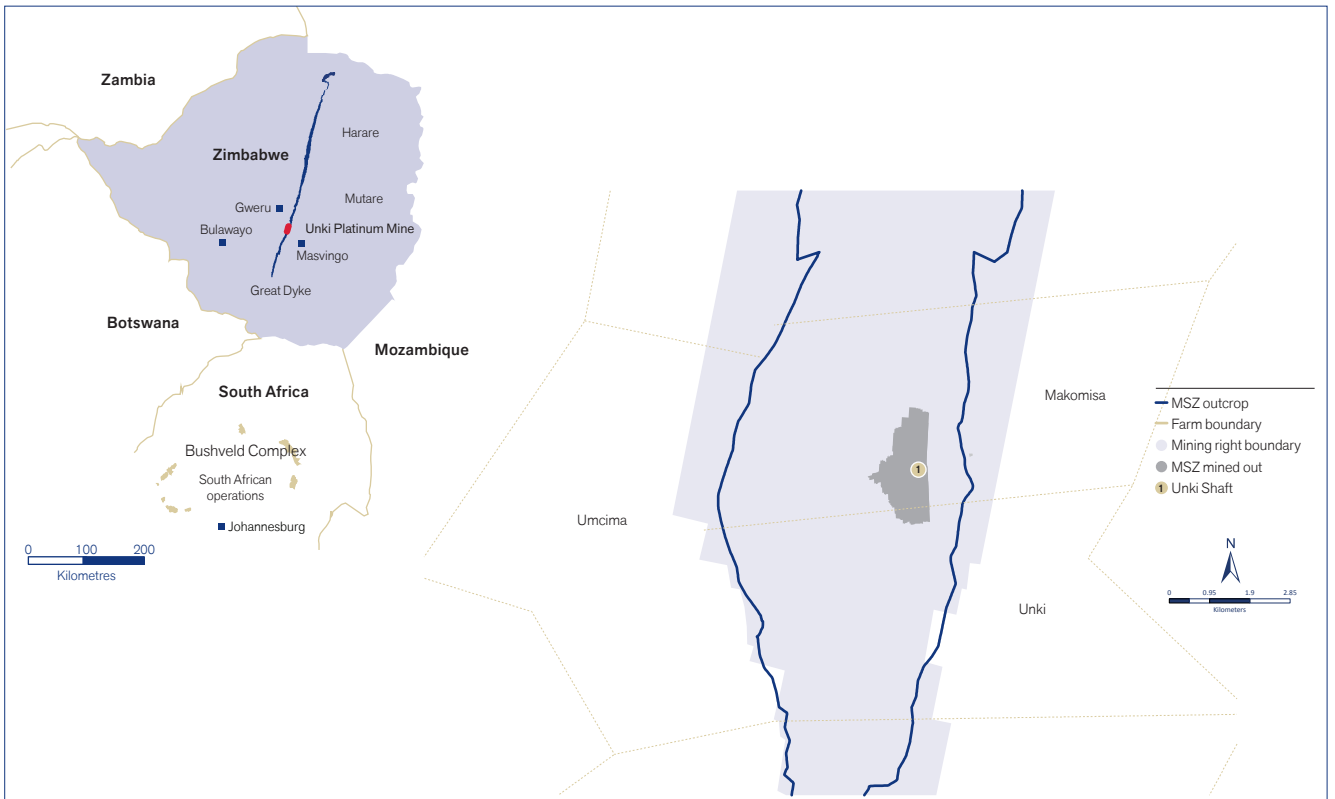 Zambia
Harare
Zimbabwe
Mutare
Gweru
Unki Platinum Mine
Bulawayo
Masvingo
Great Dyke
Botswana
Mozambique
South Africa
Bushveld Complex
South African
operations
Johannesburg
0 100 200
Kilometres
Makomisa
Umcima
Unki
1
MSZ outcrop
Farm boundary
Mining right boundary
MSZ mined out
1 Unki Shaft
N
0 0.95 1.9 2.85
Kilometers